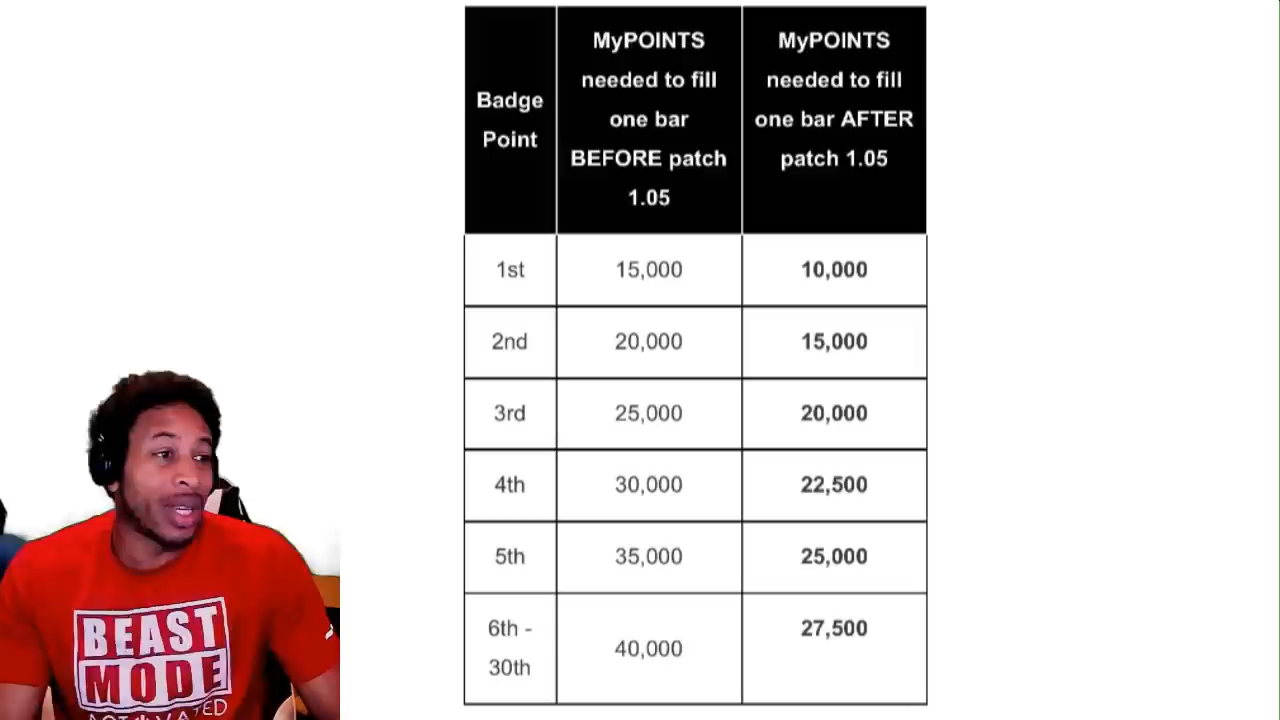 Badge
Point
MyPOINTS
needed to fill
one bar
BEFORE patch
1.05
MyPOINTS
needed to fill
one bar AFTER
patch 1.05
1st
15,000
10,000
2nd
20,000
15,000
3rd
25,000
20,000
4th
30,000
22,500
5th
35,000
25,000
6th -
30th
40,000
27,500
BEAST
MODE
ACTIVATED